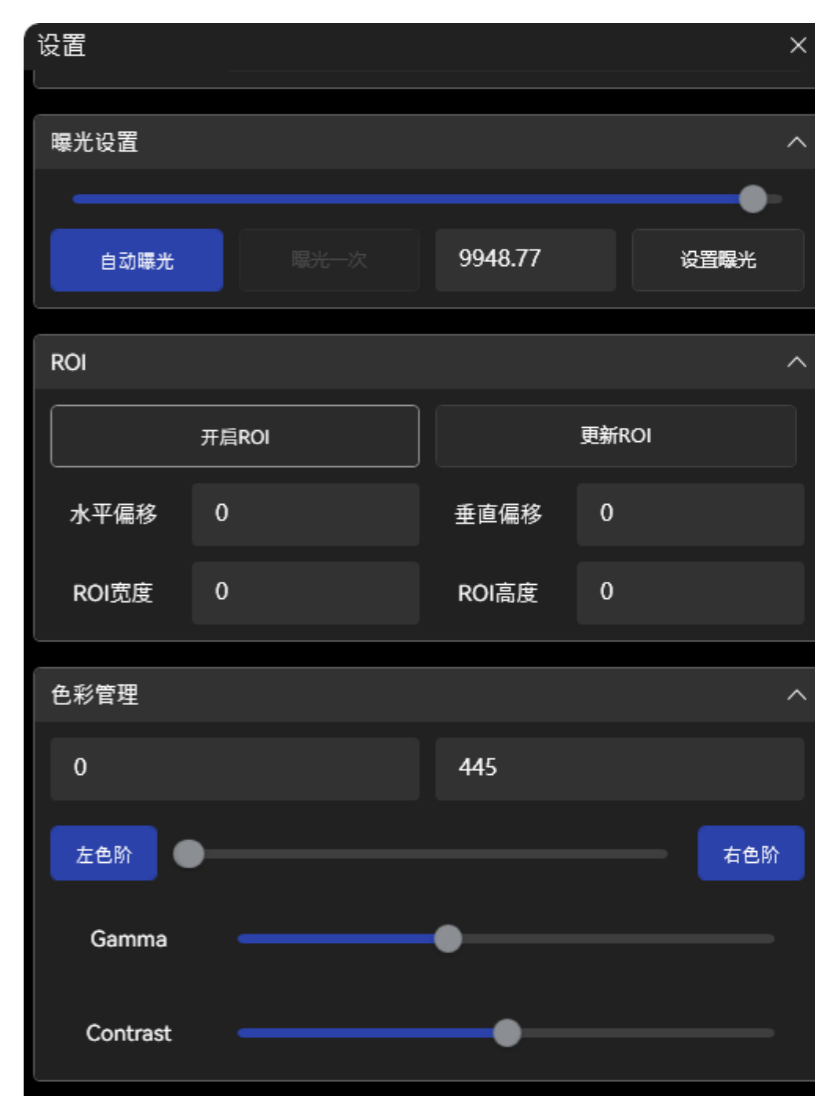 设置
曝光设置
自动曝光 曝光一次 9948.77 设置曝光
ROI
开启ROI 更新ROI
水平偏移 0 垂直偏移 0
ROI宽度 0 ROI高度 0
色彩管理
0 445
左色阶 右色阶
Gamma
Contrast